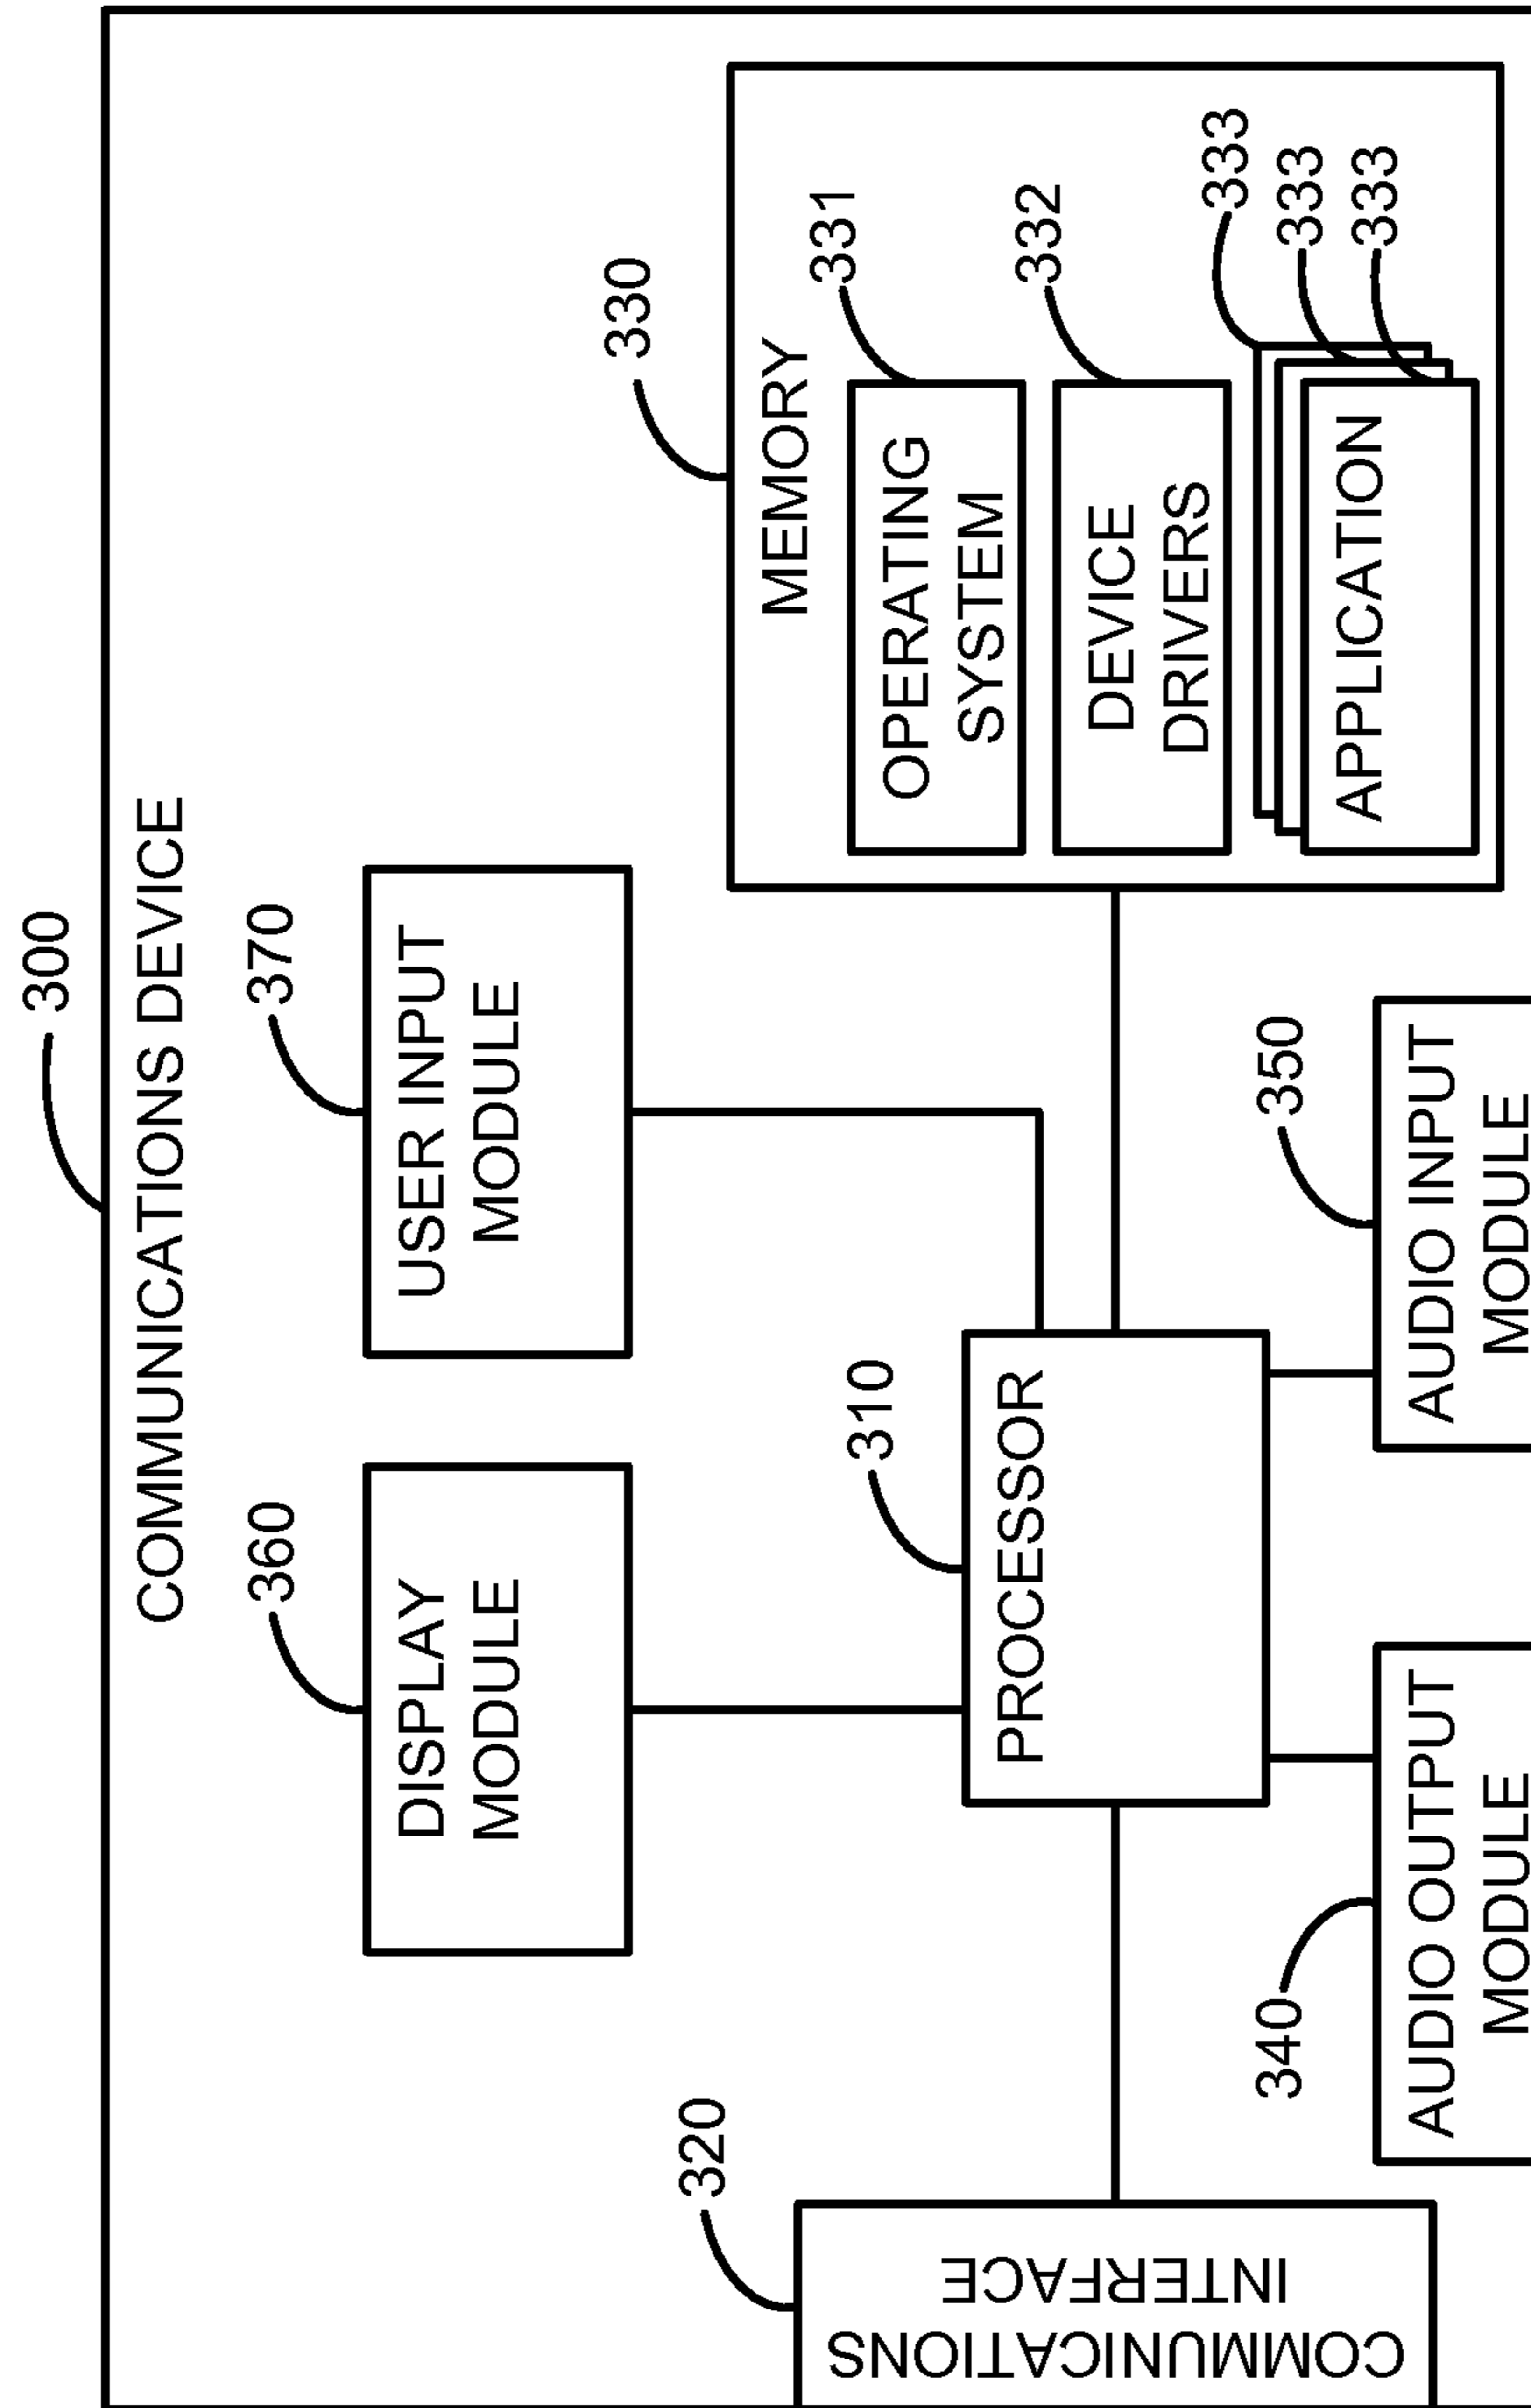 300
COMMUNICATIONS DEVICE
360
370
DISPLAY
MODULE
USER INPUT
MODULE
330
MEMORY
320
COMMUNICATIONS
INTERFACE
310
PROCESSOR
331
OPERATING
SYSTEM
332
DEVICE
DRIVERS
333
333
333
APPLICATION
340
AUDIO OUTPUT
MODULE
350
AUDIO INPUT
MODULE